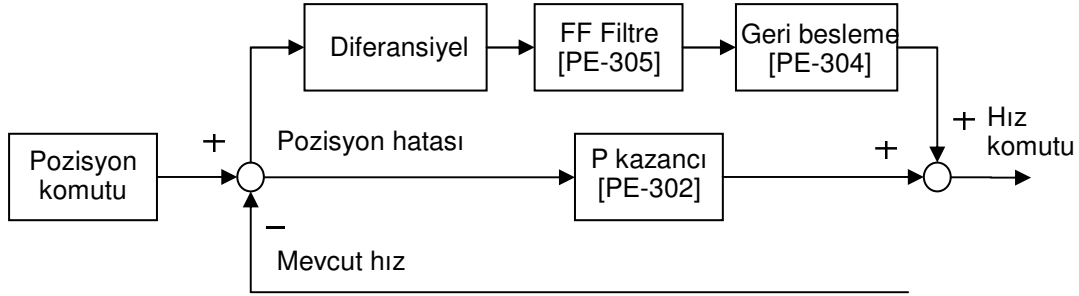 Diferansiyel
FF Filtre
[PE-305]
Geri besleme
[PE-304]
Pozisyon
komutu
+
Pozisyon hatası
P kazancı
[PE-302]
+
+
Hız
komutu
−
Mevcut hız